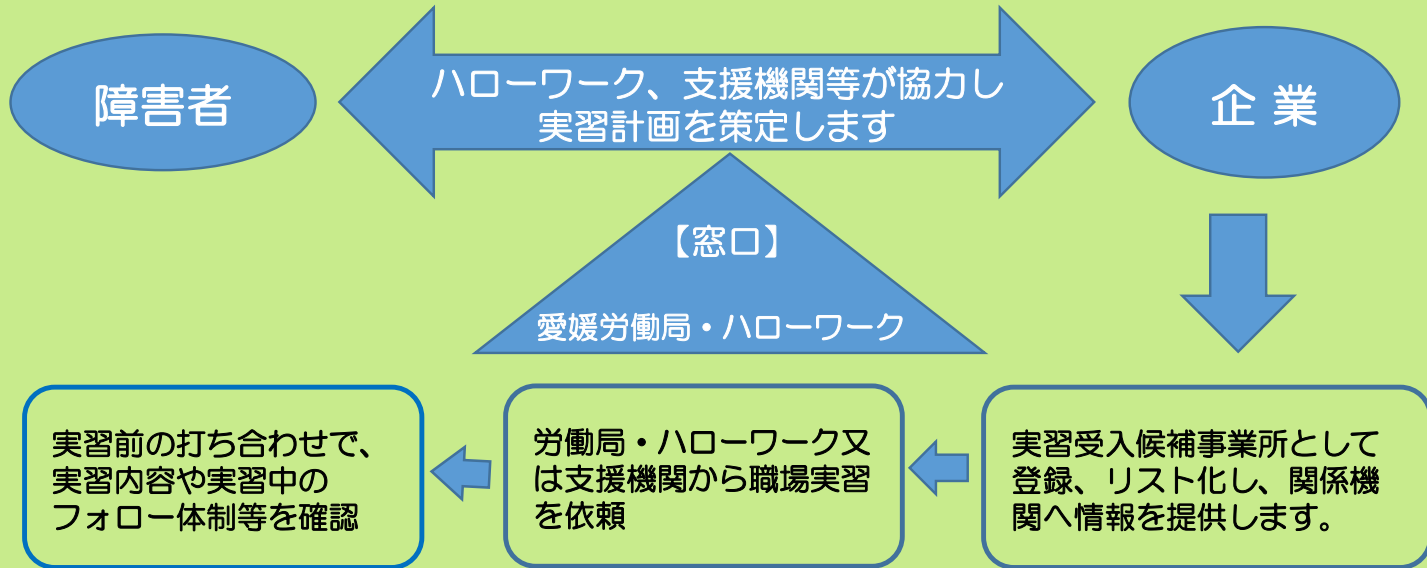 障害者
ハローワーク、支援機関等が協力し
実習計画を策定します
企 業
【窓口】
愛媛労働局・ハローワーク
実習前の打ち合わせで、
実習内容や実習中の
フォロー体制等を確認
労働局・ハローワーク又
は支援機関から職場実習
を依頼
実習受入候補事業所として
登録、リスト化し、関係機
関へ情報を提供します。